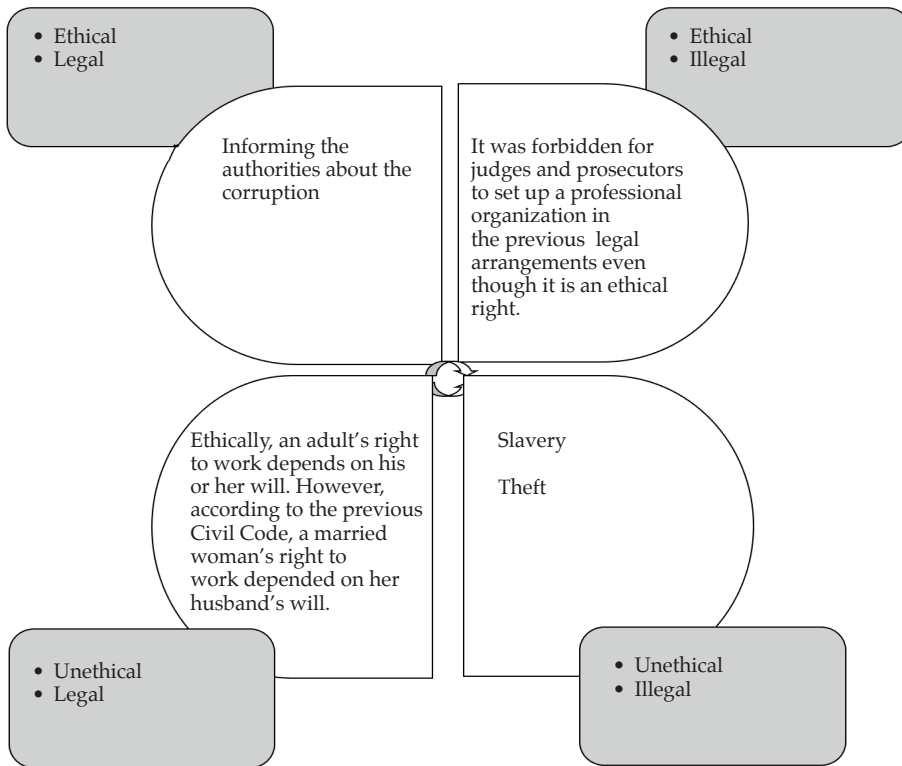 • Ethical
• Legal
• Ethical
• Illegal
Informing the
authorities about the
corruption
It was forbidden for
judges and prosecutors
to set up a professional
organization in
the previous legal
arrangements even
though it is an ethical
right.
Ethically, an adult's right
to work depends on his
or her will. However,
according to the previous
Civil Code, a married
woman's right to
work depended on her
husband's will.
Slavery
Theft
• Unethical
• Legal
• Unethical
• Illegal